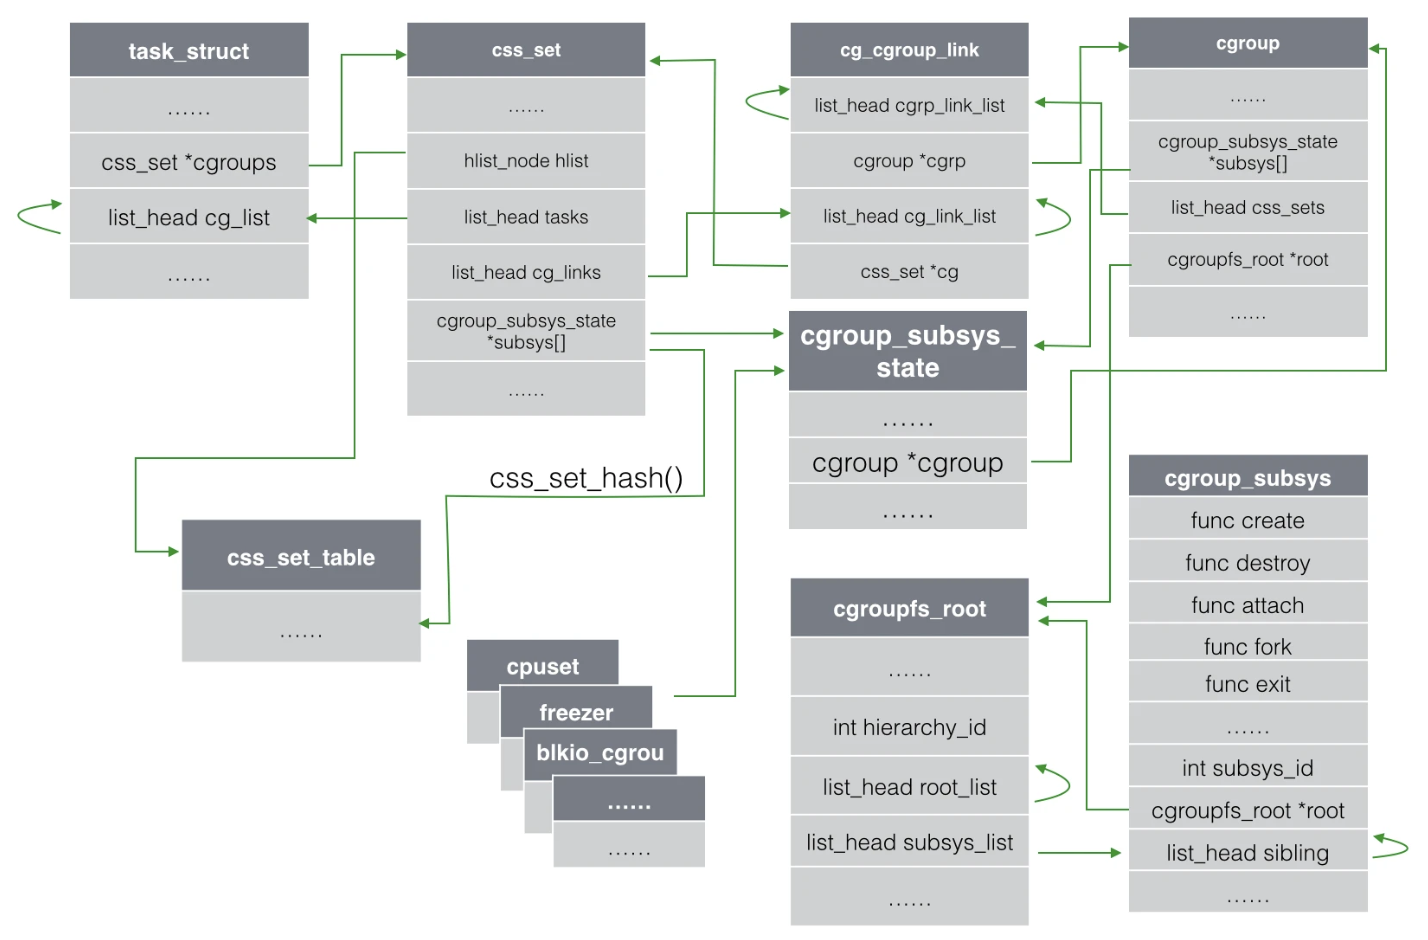 task_struct
......
css_set *cgroups
list_head cg_list
......
css_set
......
hlist_node hlist
list_head tasks
list_head cg_links
cgroup_subsys_state
*subsys[]
......
cg_cgroup_link
list_head cgrp_link_list
cgroup *cgrp
list_head cg_link_list
css_set *cg
cgroup
......
cgroup_subsys_state
*subsys[]
list_head css_sets
cgroupfs_root *root
......
cgroup_subsys_
state
......
cgroup *cgroup
......
css_set_hash()
css_set_table
......
cpuset
freezer
blkio_cgrou
......
......
cgroupfs_root
......
int hierarchy_id
list_head root_list
list_head subsys_list
......
cgroup_subsys
func create
func destroy
func attach
func fork
func exit
......
int subsys_id
cgroupfs_root *root
list_head sibling
......